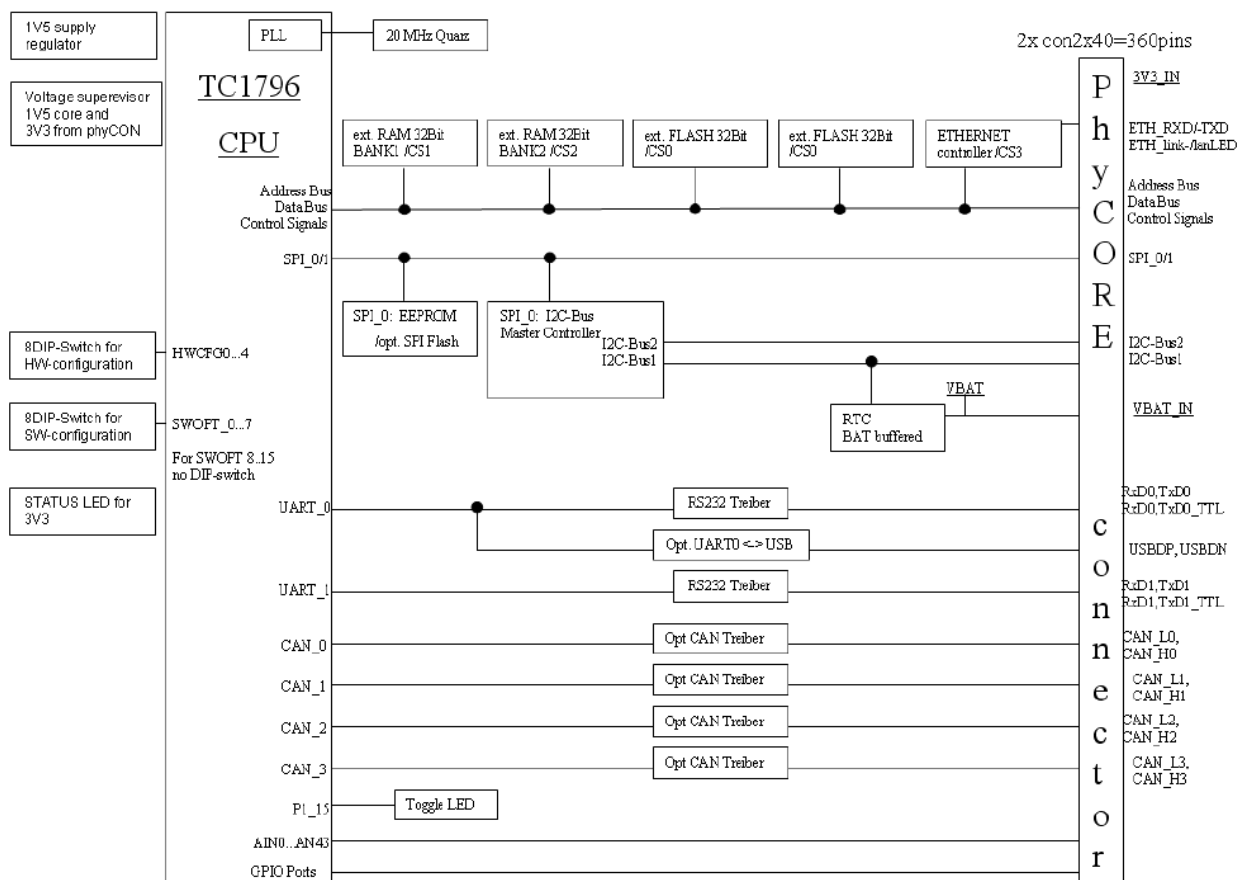 1V5 supply
regulator
PLL
20 MHz Quarz
2x con2x40=360pins
Voltage superevisor
1V5 core and
3V3 from phyCON
TC1796
CPU
PhyCORE
connector
3V3_IN
ext. RAM 32Bit
BANK1 /CS1
ext. RAM 32Bit
BANK2 /CS2
ext. FLASH 32Bit
/CS0
ext. FLASH 32Bit
/CS0
ETHERNET
controller /CS3
ETH_RXD/-TXD
ETH_link-/lanLED
Address Bus
DataBus
Control Signals
Address Bus
DataBus
Control Signals
SPI_0/1
SPI_0/1
SPI_0: EEPROM
/opt. SPI Flash
SPI_0: I2C-Bus
Master Controller
I2C-Bus2
I2C-Bus1
I2C-Bus2
I2C-Bus1
8DIP-Switch for
HW-configuration
HWCFG0...4
VBAT
RTC
BAT buffered
VBAT_IN
8DIP-Switch for
SW-configuration
SWOPT_0...7
For SWOPT 8..15
no DIP-switch
STATUS LED for
3V3
UART_0
RS232 Treiber
RxD0,TxD0
RxD0,TxD0_TTL
Opt. UART0 <-> USB
USBDP, USBDN
UART_1
RS232 Treiber
RxD1,TxD1
RxD1,TxD1_TTL
CAN_0
Opt CAN Treiber
CAN_L0,
CAN_H0
CAN_1
Opt CAN Treiber
CAN_L1,
CAN_H1
CAN_2
Opt CAN Treiber
CAN_L2,
CAN_H2
CAN_3
Opt CAN Treiber
CAN_L3,
CAN_H3
P1_15
Toggle LED
AIN0...AN43
GPIO Ports